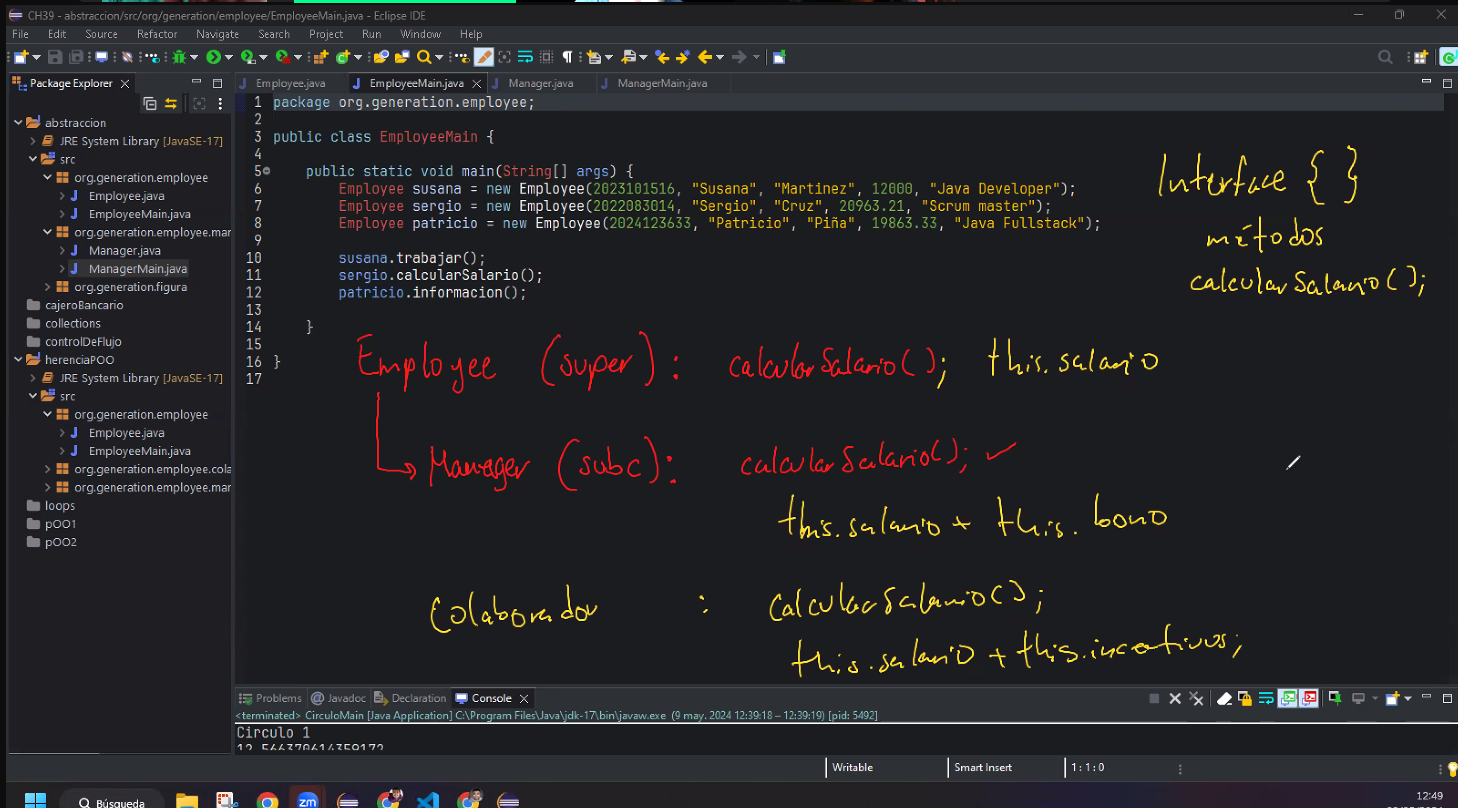 CH39 - abstraccion/src/org/generation/employee/EmployeeMain.java - Eclipse IDE
File Edit Source Refactor Navigate Search Project Run Window Help
Package Explorer
abstraccion
JRE System Library [JavaSE-17]
src
org.generation.employee
Employee.java
EmployeeMain.java
org.generation.employee.mar
Manager.java
ManagerMain.java
org.generation.figura
cajeroBancario
collections
controlDeFlujo
herenciaPOO
JRE System Library [JavaSE-17]
src
org.generation.employee
Employee.java
EmployeeMain.java
org.generation.employee.cola
org.generation.employee.mar
loops
pOO1
pOO2
Employee.java EmployeeMain.java Manager.java ManagerMain.java
1 package org.generation.employee;
2
3 public class EmployeeMain {
4
5 public static void main(String[] args) {
6 Employee susana = new Employee(2023101516, "Susana", "Martinez", 12000, "Java Developer");
7 Employee sergio = new Employee(2022083014, "Sergio", "Cruz", 20963.21, "Scrum master");
8 Employee patricio = new Employee(2024123633, "Patricio", "Piña", 19863.33, "Java Fullstack");
9
10 susana.trabajar();
11 sergio.calcularSalario();
12 patricio.informacion();
13
14 }
15
16 }
17
Interface { }
métodos
calcularSalario();
Employee (super): calcularSalario(); this.salario
Manager (subc): calcularSalario(); ✓
this.salario + this.bono
Colaborador : calcularSalario();
this.salario + this.incentivos;
Problems Javadoc Declaration Console
<terminated> CirculoMain [Java Application] C:\Program Files\Java\jdk-17\bin\javaw.exe (9 may. 2024 12:39:18 – 12:39:19) [pid: 5492]
Circulo 1
12.566370614359172
Writable Smart Insert 1 : 1 : 0
Búsqueda
12:49